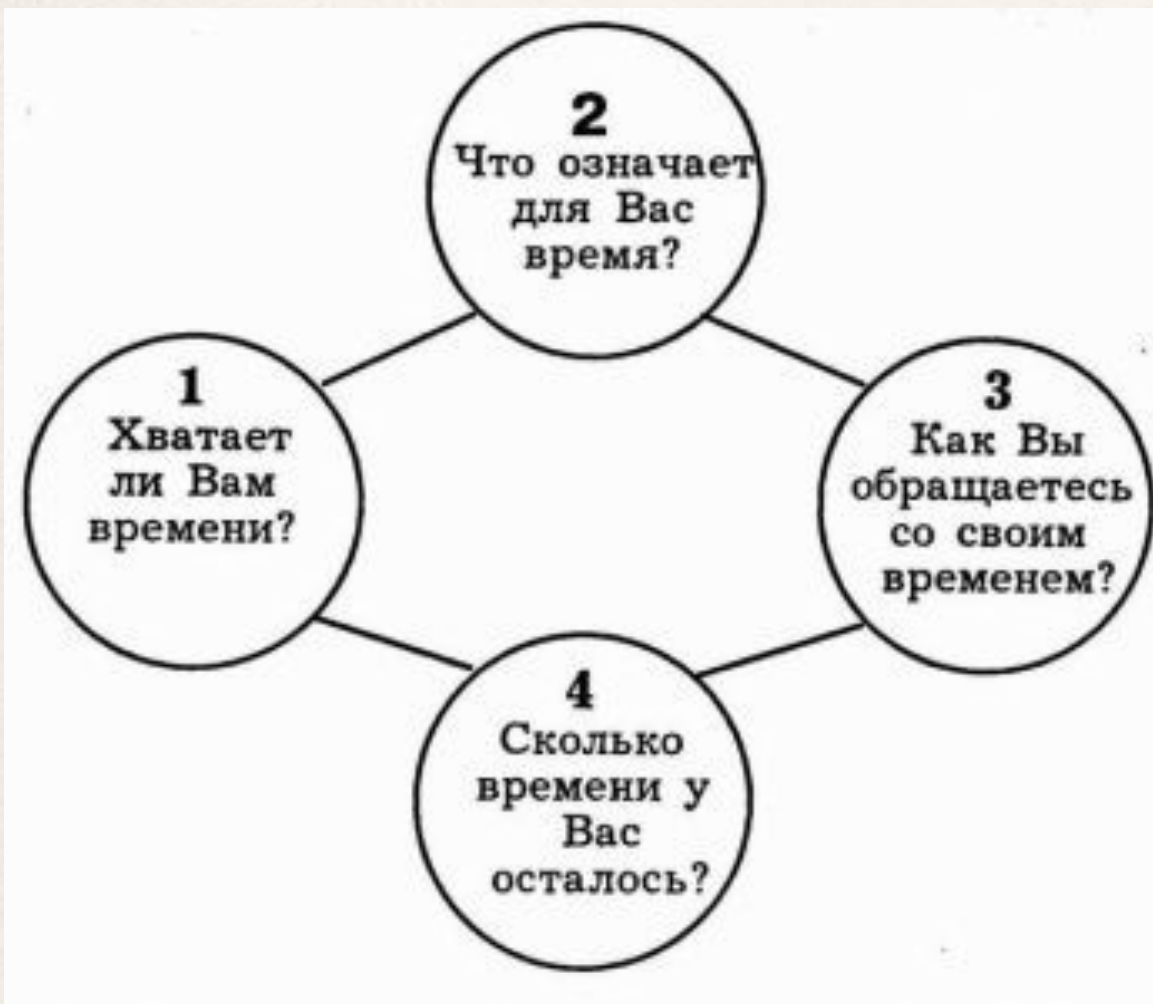 1
Хватает
ли Вам
времени?
2
Что означает
для Вас
время?
3
Как Вы
обращаетесь
со своим
временем?
4
Сколько
времени у
Вас
осталось?